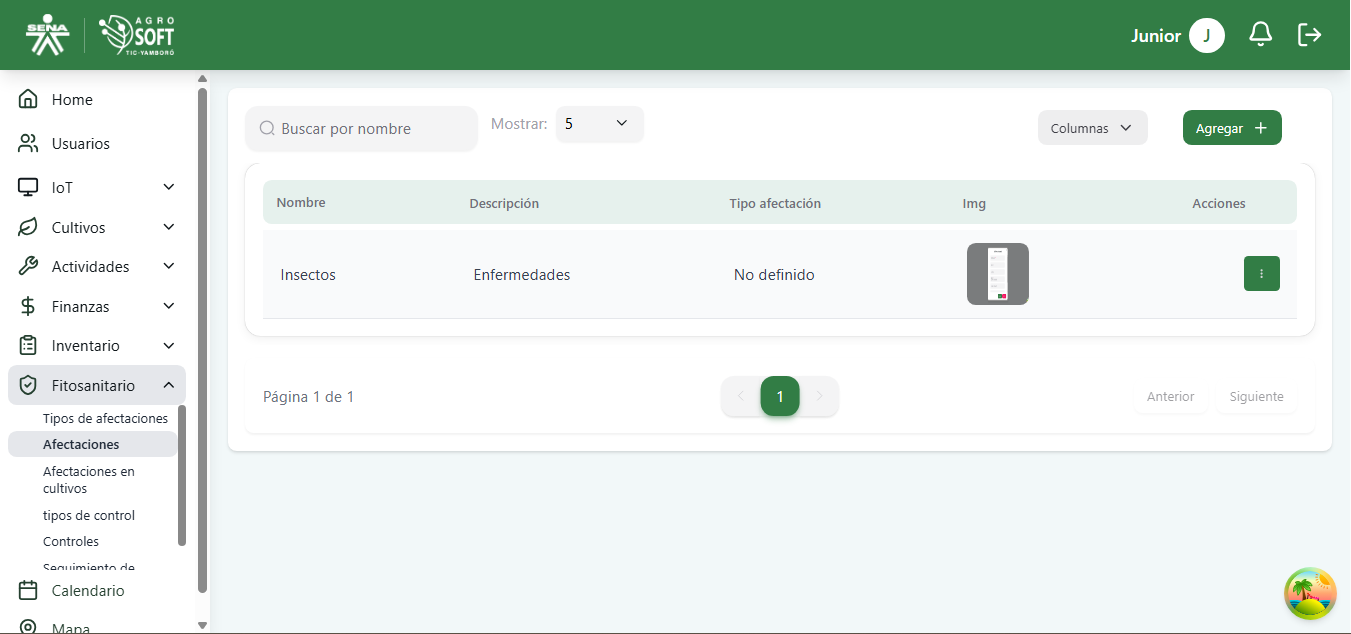 SENA
AGRO
SOFT
TIC-YAMBORÓ
Junior
J
Home
Usuarios
IoT
Cultivos
Actividades
Finanzas
Inventario
Fitosanitario
Tipos de afectaciones
Afectaciones
Afectaciones en
cultivos
tipos de control
Controles
Seguimiento de
Calendario
Mapa
Buscar por nombre
Mostrar:
5
Columnas
Agregar
Nombre
Descripción
Tipo afectación
Img
Acciones
Insectos
Enfermedades
No definido
Página 1 de 1
1
Anterior
Siguiente